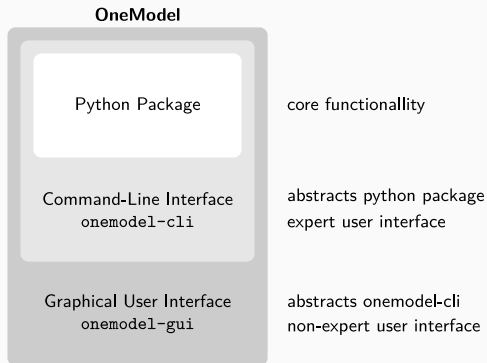 OneModel
Python Package
core functionallity
Command-Line Interface
onemodel-cli
abstracts python package
expert user interface
Graphical User Interface
onemodel-gui
abstracts onemodel-cli
non-expert user interface